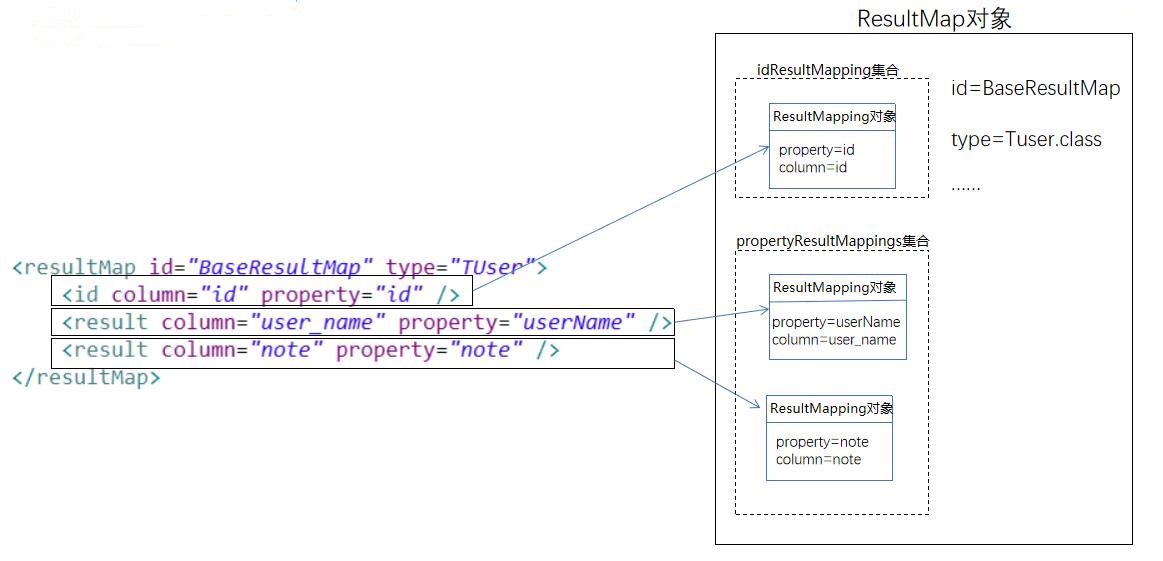 ResultMap对象
idResultMapping集合
ResultMapping对象
property=id
column=id
id=BaseResultMap
type=Tuser.class
......
<resultMap id="BaseResultMap" type="TUser">
<id column="id" property="id" />
<result column="user_name" property="userName" />
<result column="note" property="note" />
</resultMap>
propertyResultMappings集合
ResultMapping对象
property=userName
column=user_name
ResultMapping对象
property=note
column=note